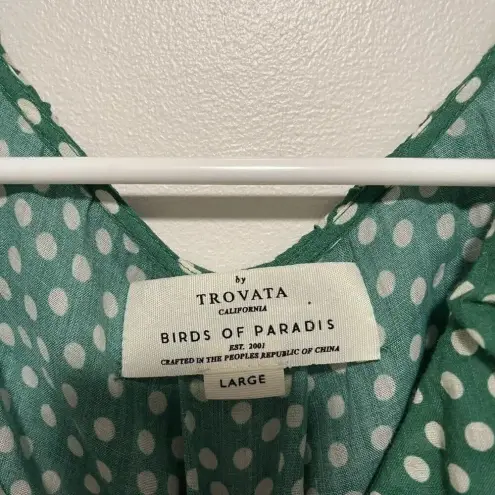 by
TROVATA
CALIFORNIA
BIRDS OF PARADIS
EST. 2001
CRAFTED IN THE PEOPLES REPUBLIC OF CHINA
LARGE